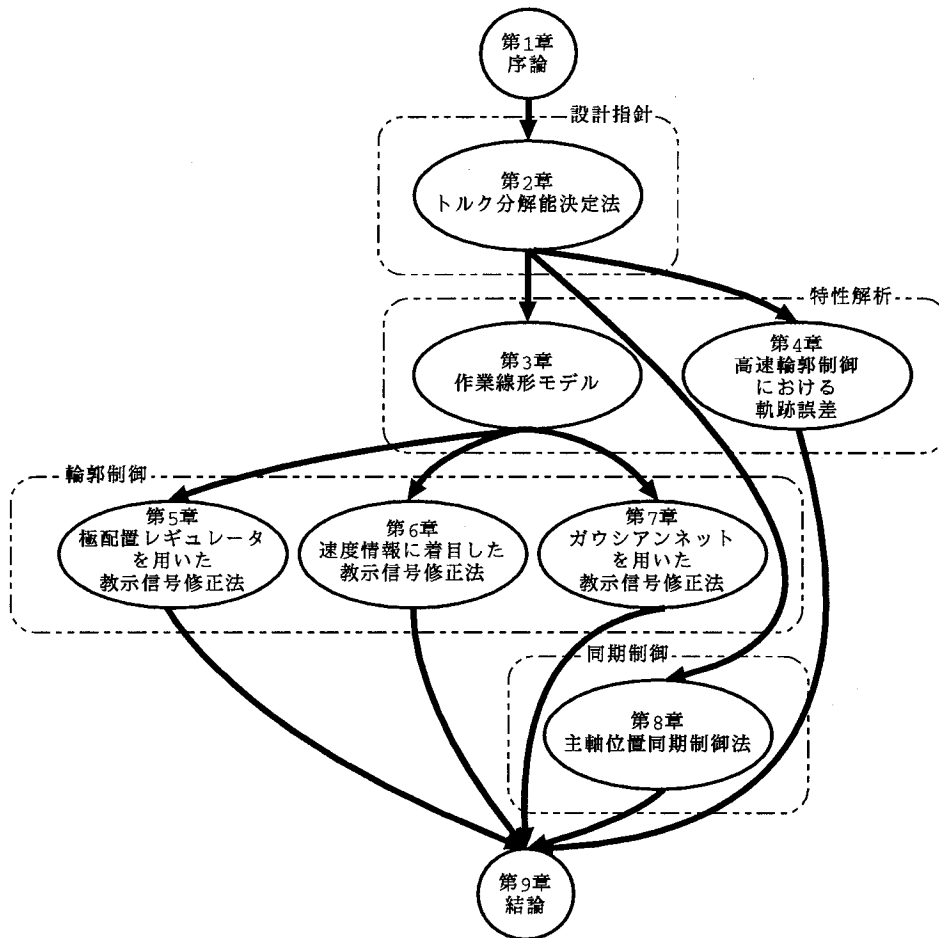 第1章
序論
設計指針
第2章
トルク分解能決定法
特性解析
第3章
作業線形モデル
第4章
高速輪郭制御
における
軌跡誤差
輪郭制御
第5章
極配置レギュレータ
を用いた
教示信号修正法
第6章
速度情報に着目した
教示信号修正法
第7章
ガウシアンネット
を用いた
教示信号修正法
同期制御
第8章
主軸位置同期制御法
第9章
結論